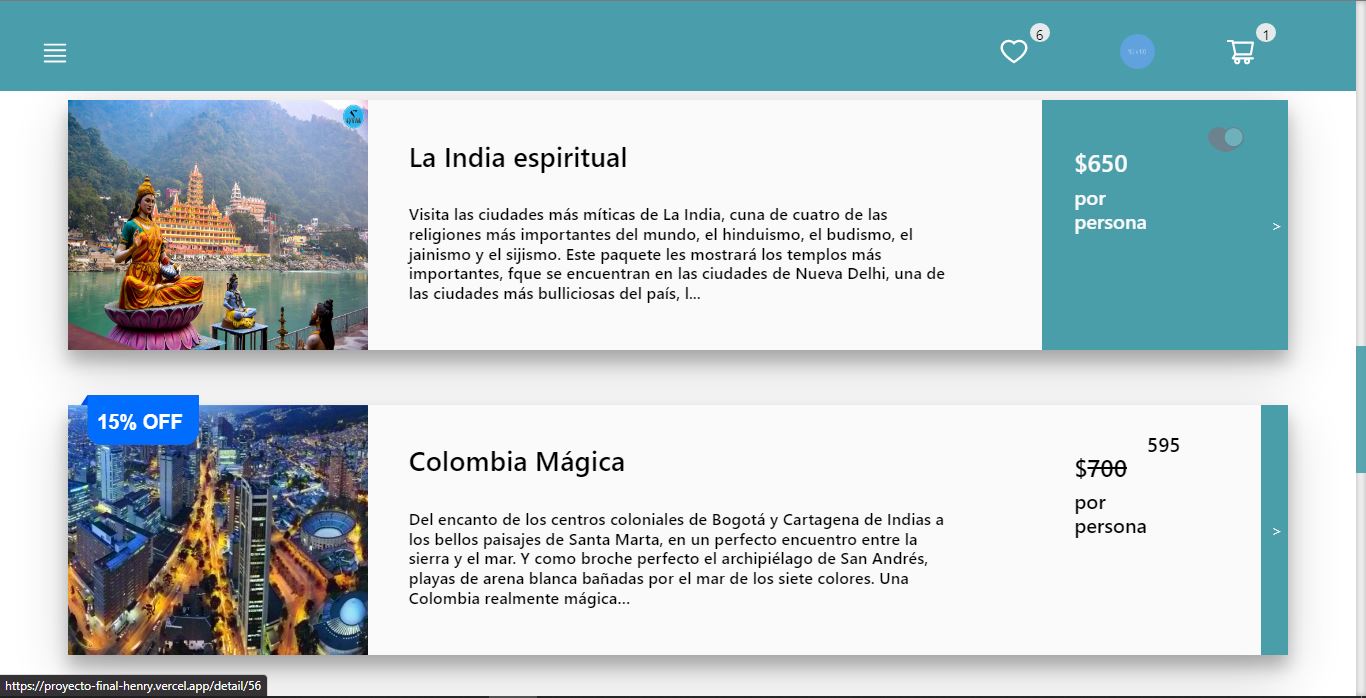 6
1
La India espiritual
Visita las ciudades más míticas de La India, cuna de cuatro de las
religiones más importantes del mundo, el hinduismo, el budismo, el
jainismo y el sijismo. Este paquete les mostrará los templos más
importantes, fque se encuentran en las ciudades de Nueva Delhi, una de
las ciudades más bulliciosas del país, l...
$650
por
persona
>
15% OFF
Colombia Mágica
Del encanto de los centros coloniales de Bogotá y Cartagena de Indias a
los bellos paisajes de Santa Marta, en un perfecto encuentro entre la
sierra y el mar. Y como broche perfecto el archipiélago de San Andrés,
playas de arena blanca bañadas por el mar de los siete colores. Una
Colombia realmente mágica...
595
$700
por
persona
>
https://proyecto-final-henry.vercel.app/detail/56